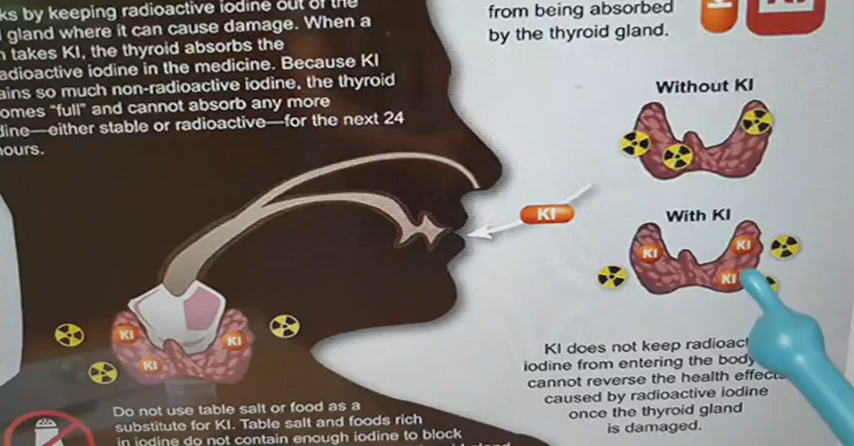 by keeping radioactive iodine out of the
gland where it can cause damage. When a
takes KI, the thyroid absorbs the
radioactive iodine in the medicine. Because KI
so much non-radioactive iodine, the thyroid
"full" and cannot absorb any more
either stable or radioactive—for the next 24
hours.
from being absorbed
by the thyroid gland.
Without KI
With KI
KI
KI
KI
KI
KI
KI
KI
KI does not keep
iodine from entering the body
cannot reverse the health effects
caused by radioactive iodine
once the thyroid gland
is damaged.
Do not use table salt or food as a
substitute for KI. Table salt and foods rich
in iodine do not contain enough iodine to block